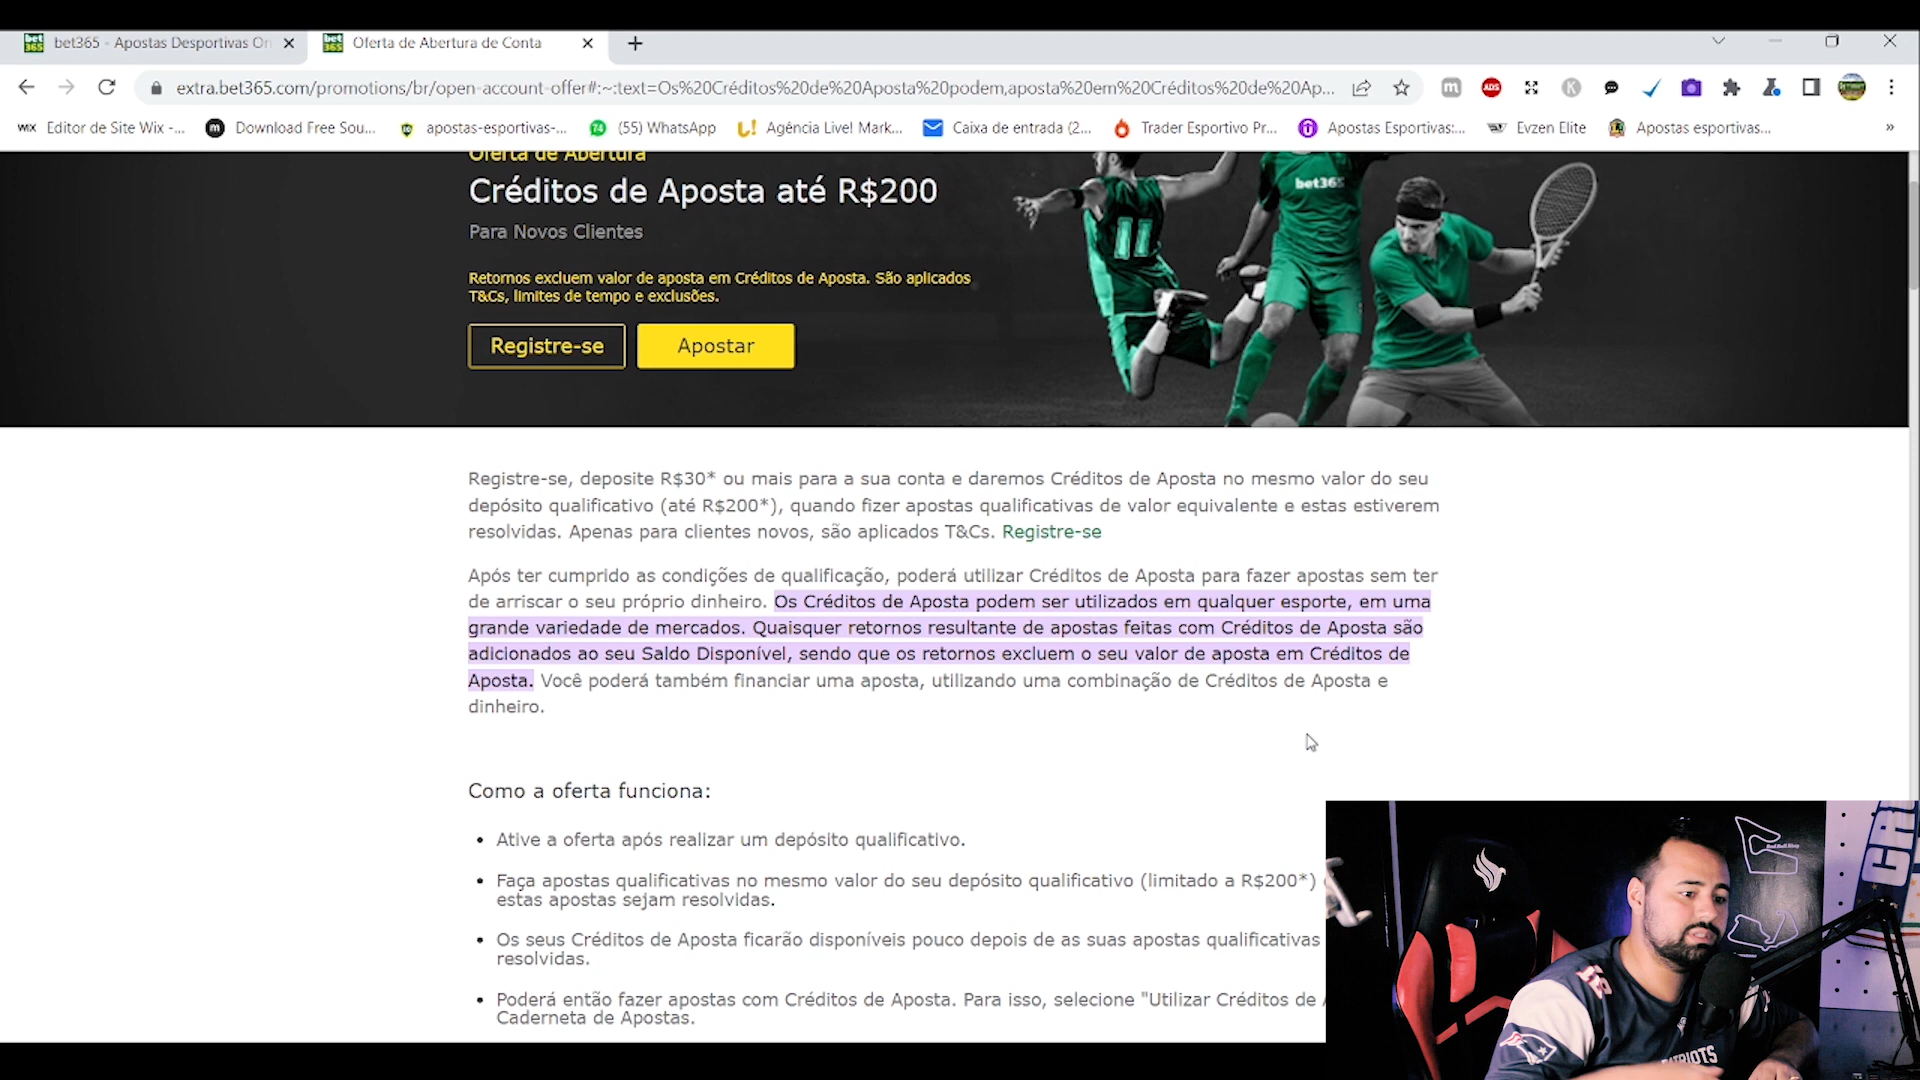 bet365 - Apostas Desportivas On
Oferta de Abertura de Conta
extra.bet365.com/promotions/br/open-account-offer#:~:text=Os%20Créditos%20de%20Aposta%20podem,aposta%20em%20Créditos%20de%20Ap...
WIX Editor de Site Wix -...
Download Free Sou...
apostas-esportivas-...
(55) WhatsApp
Agência Live! Mark...
Caixa de entrada (2...
Trader Esportivo Pr...
Apostas Esportivas:...
Evzen Elite
Apostas esportivas...
Oferta de Abertura
Créditos de Aposta até R$200
Para Novos Clientes
Retornos excluem valor de aposta em Créditos de Aposta. São aplicados
T&Cs, limites de tempo e exclusões.
Registre-se
Apostar
bet365
11
Registre-se, deposite R$30* ou mais para a sua conta e daremos Créditos de Aposta no mesmo valor do seu
depósito qualificativo (até R$200*), quando fizer apostas qualificativas de valor equivalente e estas estiverem
resolvidas. Apenas para clientes novos, são aplicados T&Cs. Registre-se
Após ter cumprido as condições de qualificação, poderá utilizar Créditos de Aposta para fazer apostas sem ter
de arriscar o seu próprio dinheiro. Os Créditos de Aposta podem ser utilizados em qualquer esporte, em uma
grande variedade de mercados. Quaisquer retornos resultante de apostas feitas com Créditos de Aposta são
adicionados ao seu Saldo Disponível, sendo que os retornos excluem o seu valor de aposta em Créditos de
Aposta. Você poderá também financiar uma aposta, utilizando uma combinação de Créditos de Aposta e
dinheiro.
Como a oferta funciona:
• Ative a oferta após realizar um depósito qualificativo.
• Faça apostas qualificativas no mesmo valor do seu depósito qualificativo (limitado a R$200*)
estas apostas sejam resolvidas.
• Os seus Créditos de Aposta ficarão disponíveis pouco depois de as suas apostas qualificativas
resolvidas.
• Poderá então fazer apostas com Créditos de Aposta. Para isso, selecione "Utilizar Créditos de
Caderneta de Apostas.